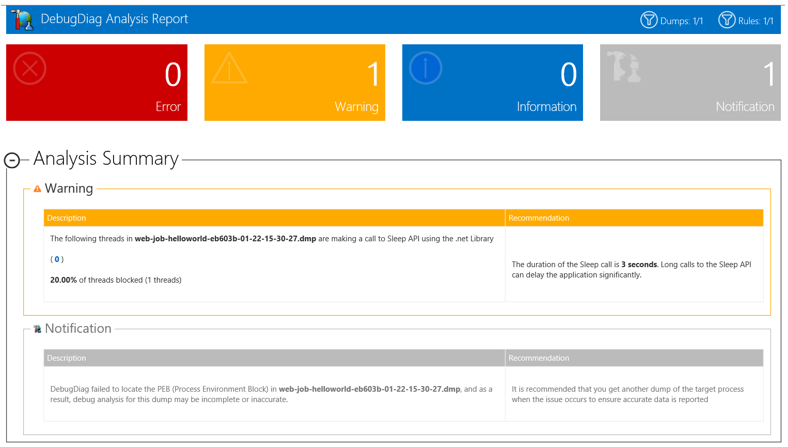 DebugDiag Analysis Report
Dumps: 1/1
Rules: 1/1
0
Error
1
Warning
0
Information
1
Notification
Analysis Summary
Warning
Description
Recommendation
The following threads in web-job-helloworld-eb603b-01-22-15-30-27.dmp are making a call to Sleep API using the .net Library
( 0 )
20.00% of threads blocked (1 threads)
The duration of the Sleep call is 3 seconds. Long calls to the Sleep API
can delay the application significantly.
Notification
Description
Recommendation
DebugDiag failed to locate the PEB (Process Environment Block) in web-job-helloworld-eb603b-01-22-15-30-27.dmp, and as a
result, debug analysis for this dump may be incomplete or inaccurate.
It is recommended that you get another dump of the target process
when the issue occurs to ensure accurate data is reported